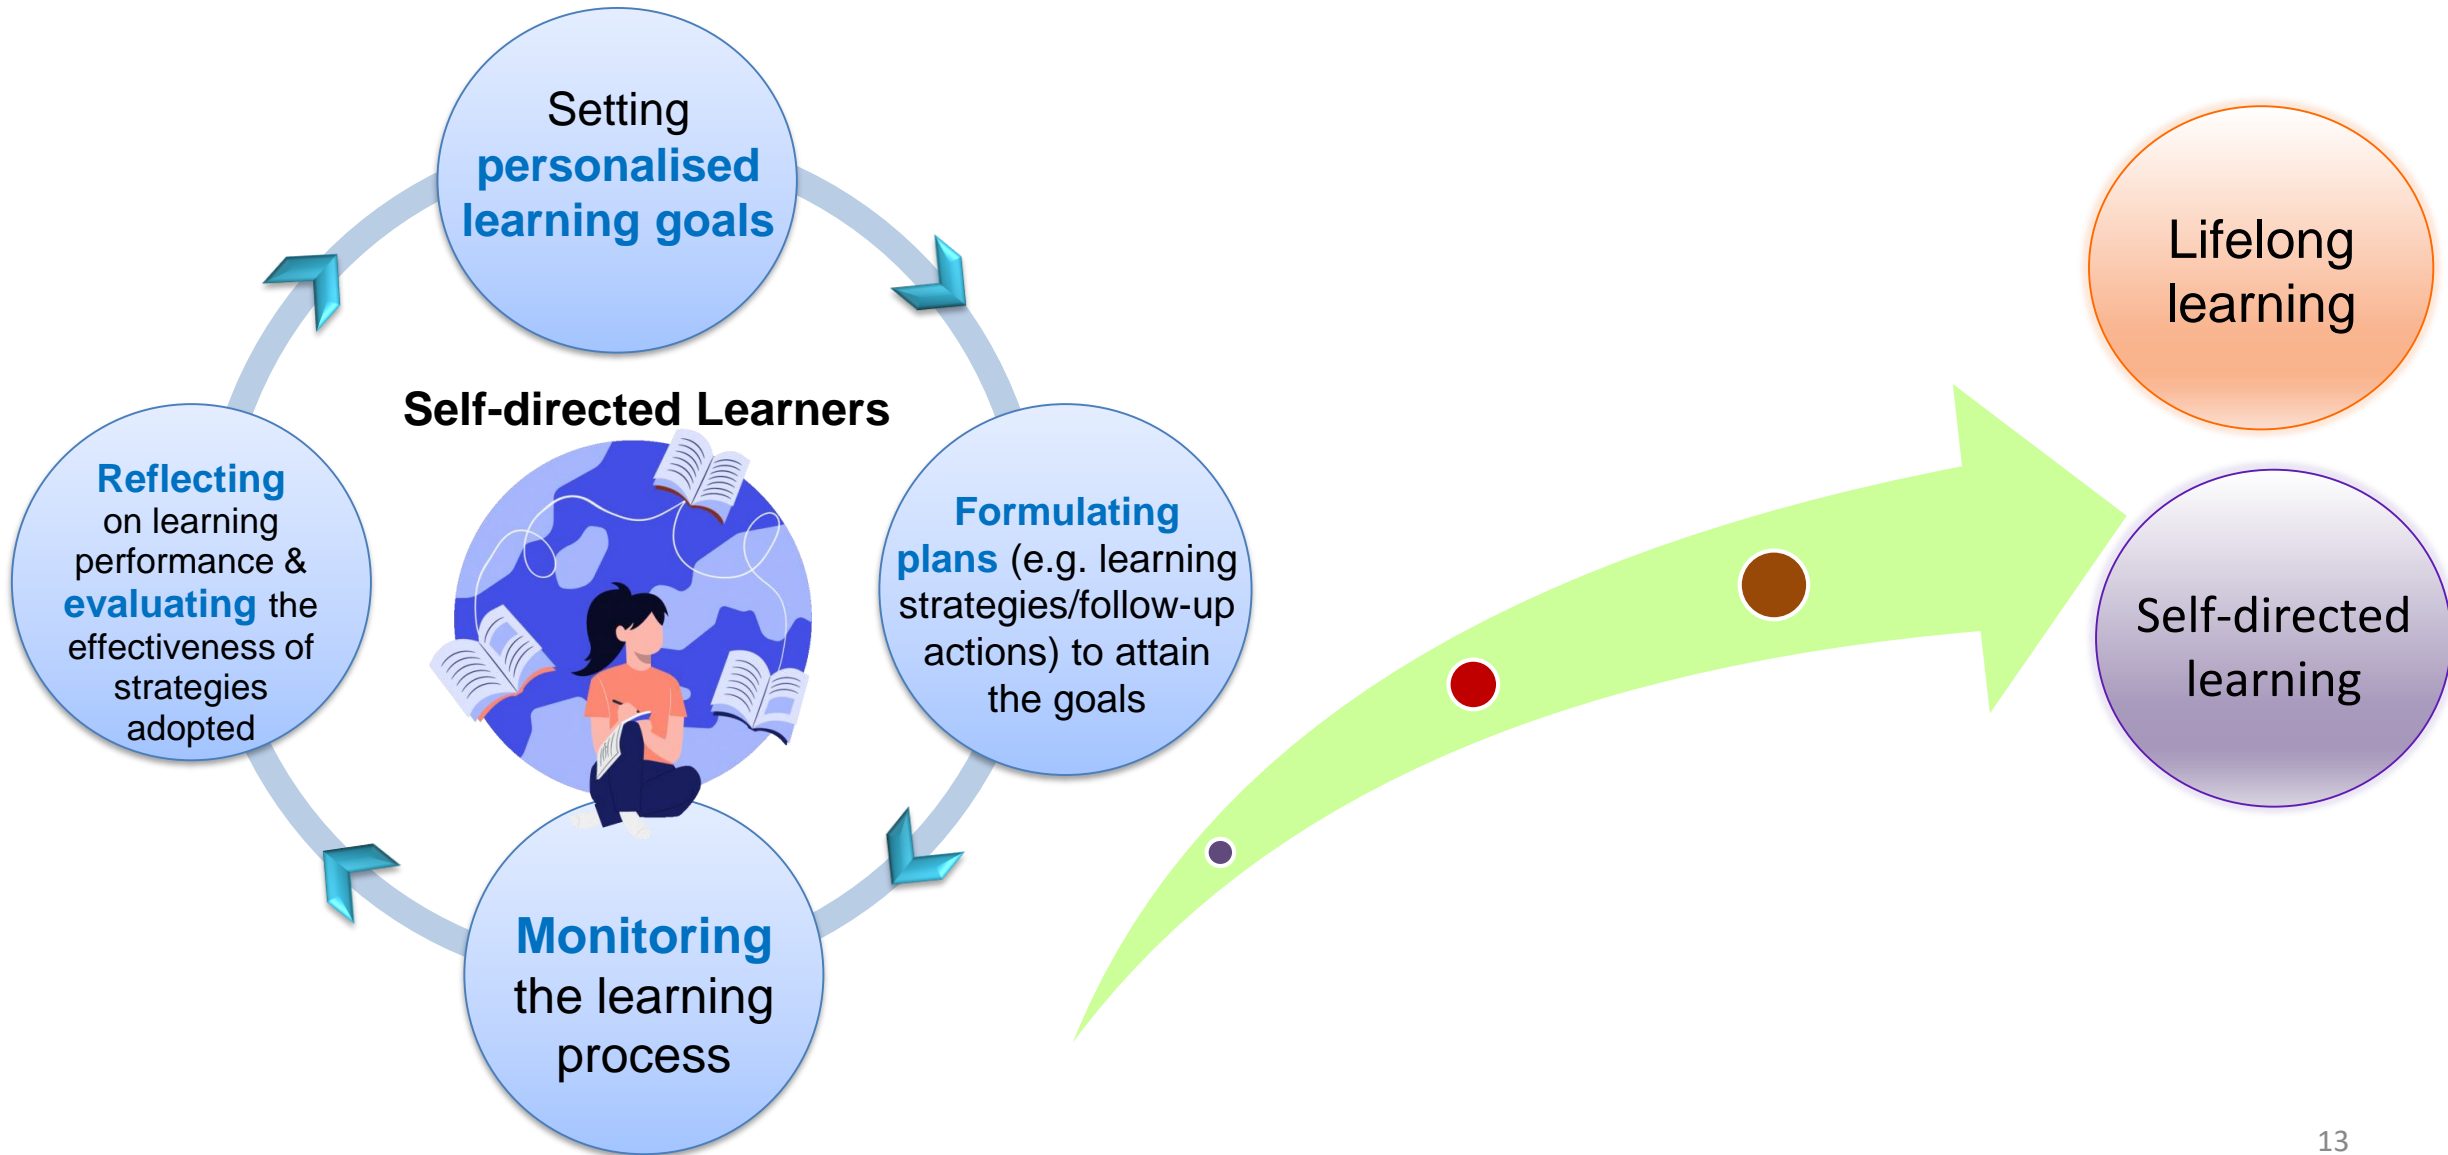 Setting
personalised
learning goals
Self-directed Learners
Reflecting
on learning
performance &
evaluating the
effectiveness of
strategies
adopted
Formulating
plans (e.g. learning
strategies/follow-up
actions) to attain
the goals
Monitoring
the learning
process
Lifelong
learning
Self-directed
learning
13